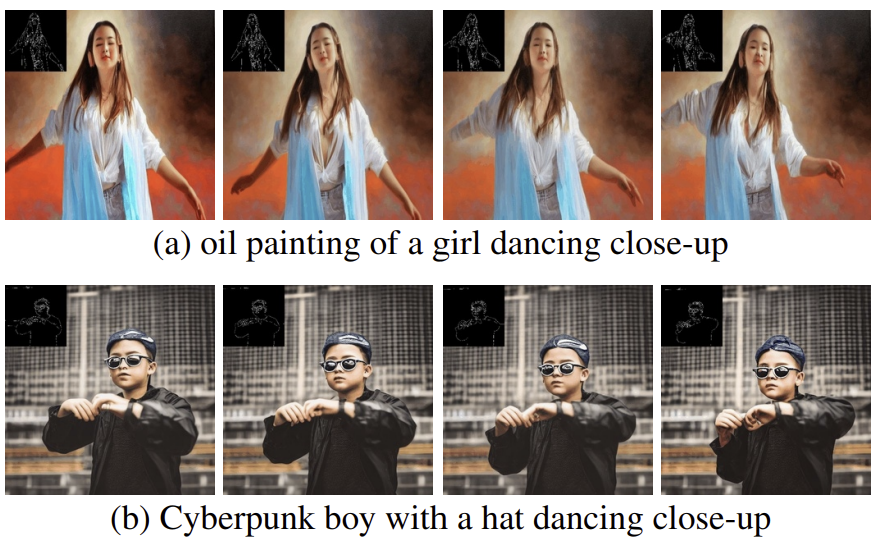 (a) oil painting of a girl dancing close-up
(b) Cyberpunk boy with a hat dancing close-up